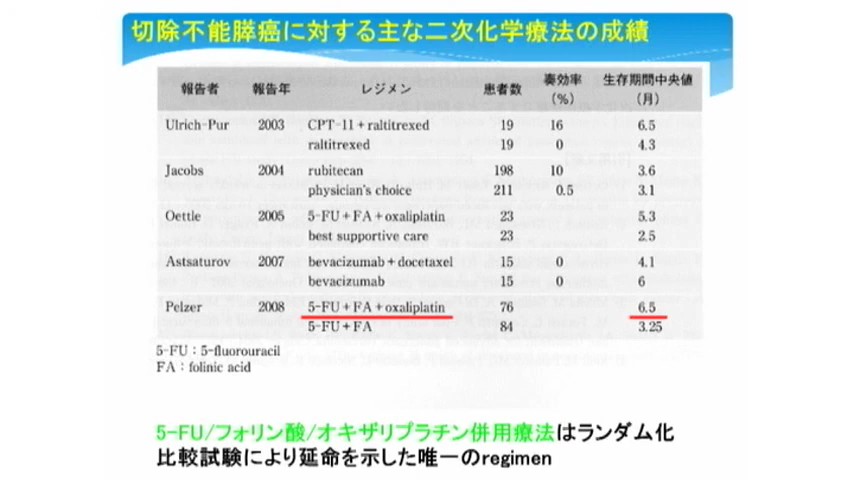 切除不能膵癌に対する主な二次化学療法の成績
報告者 報告年 レジメン 患者数 奏効率（%） 生存期間中央値（月）
Ulrich-Pur 2003 CPT-11+raltitrexed 19 16 6.5
raltitrexed 19 0 4.3
Jacobs 2004 rubitecan 198 10 3.6
physician's choice 211 0.5 3.1
Oettle 2005 5-FU+FA+oxaliplatin 23 5.3
best supportive care 23 2.5
Astsaturov 2007 bevacizumab+docetaxel 15 4.1
bevacizumab 15 0 6
Pelzer 2008 5-FU+FA+oxaliplatin 76 6.5
5-FU+FA 84 3.25
5-FU：5-fluorouracil
FA：folinic acid
5-FU/フォリン酸/オキザリプラチン併用療法はランダム化
比較試験により延命を示した唯一のregimen